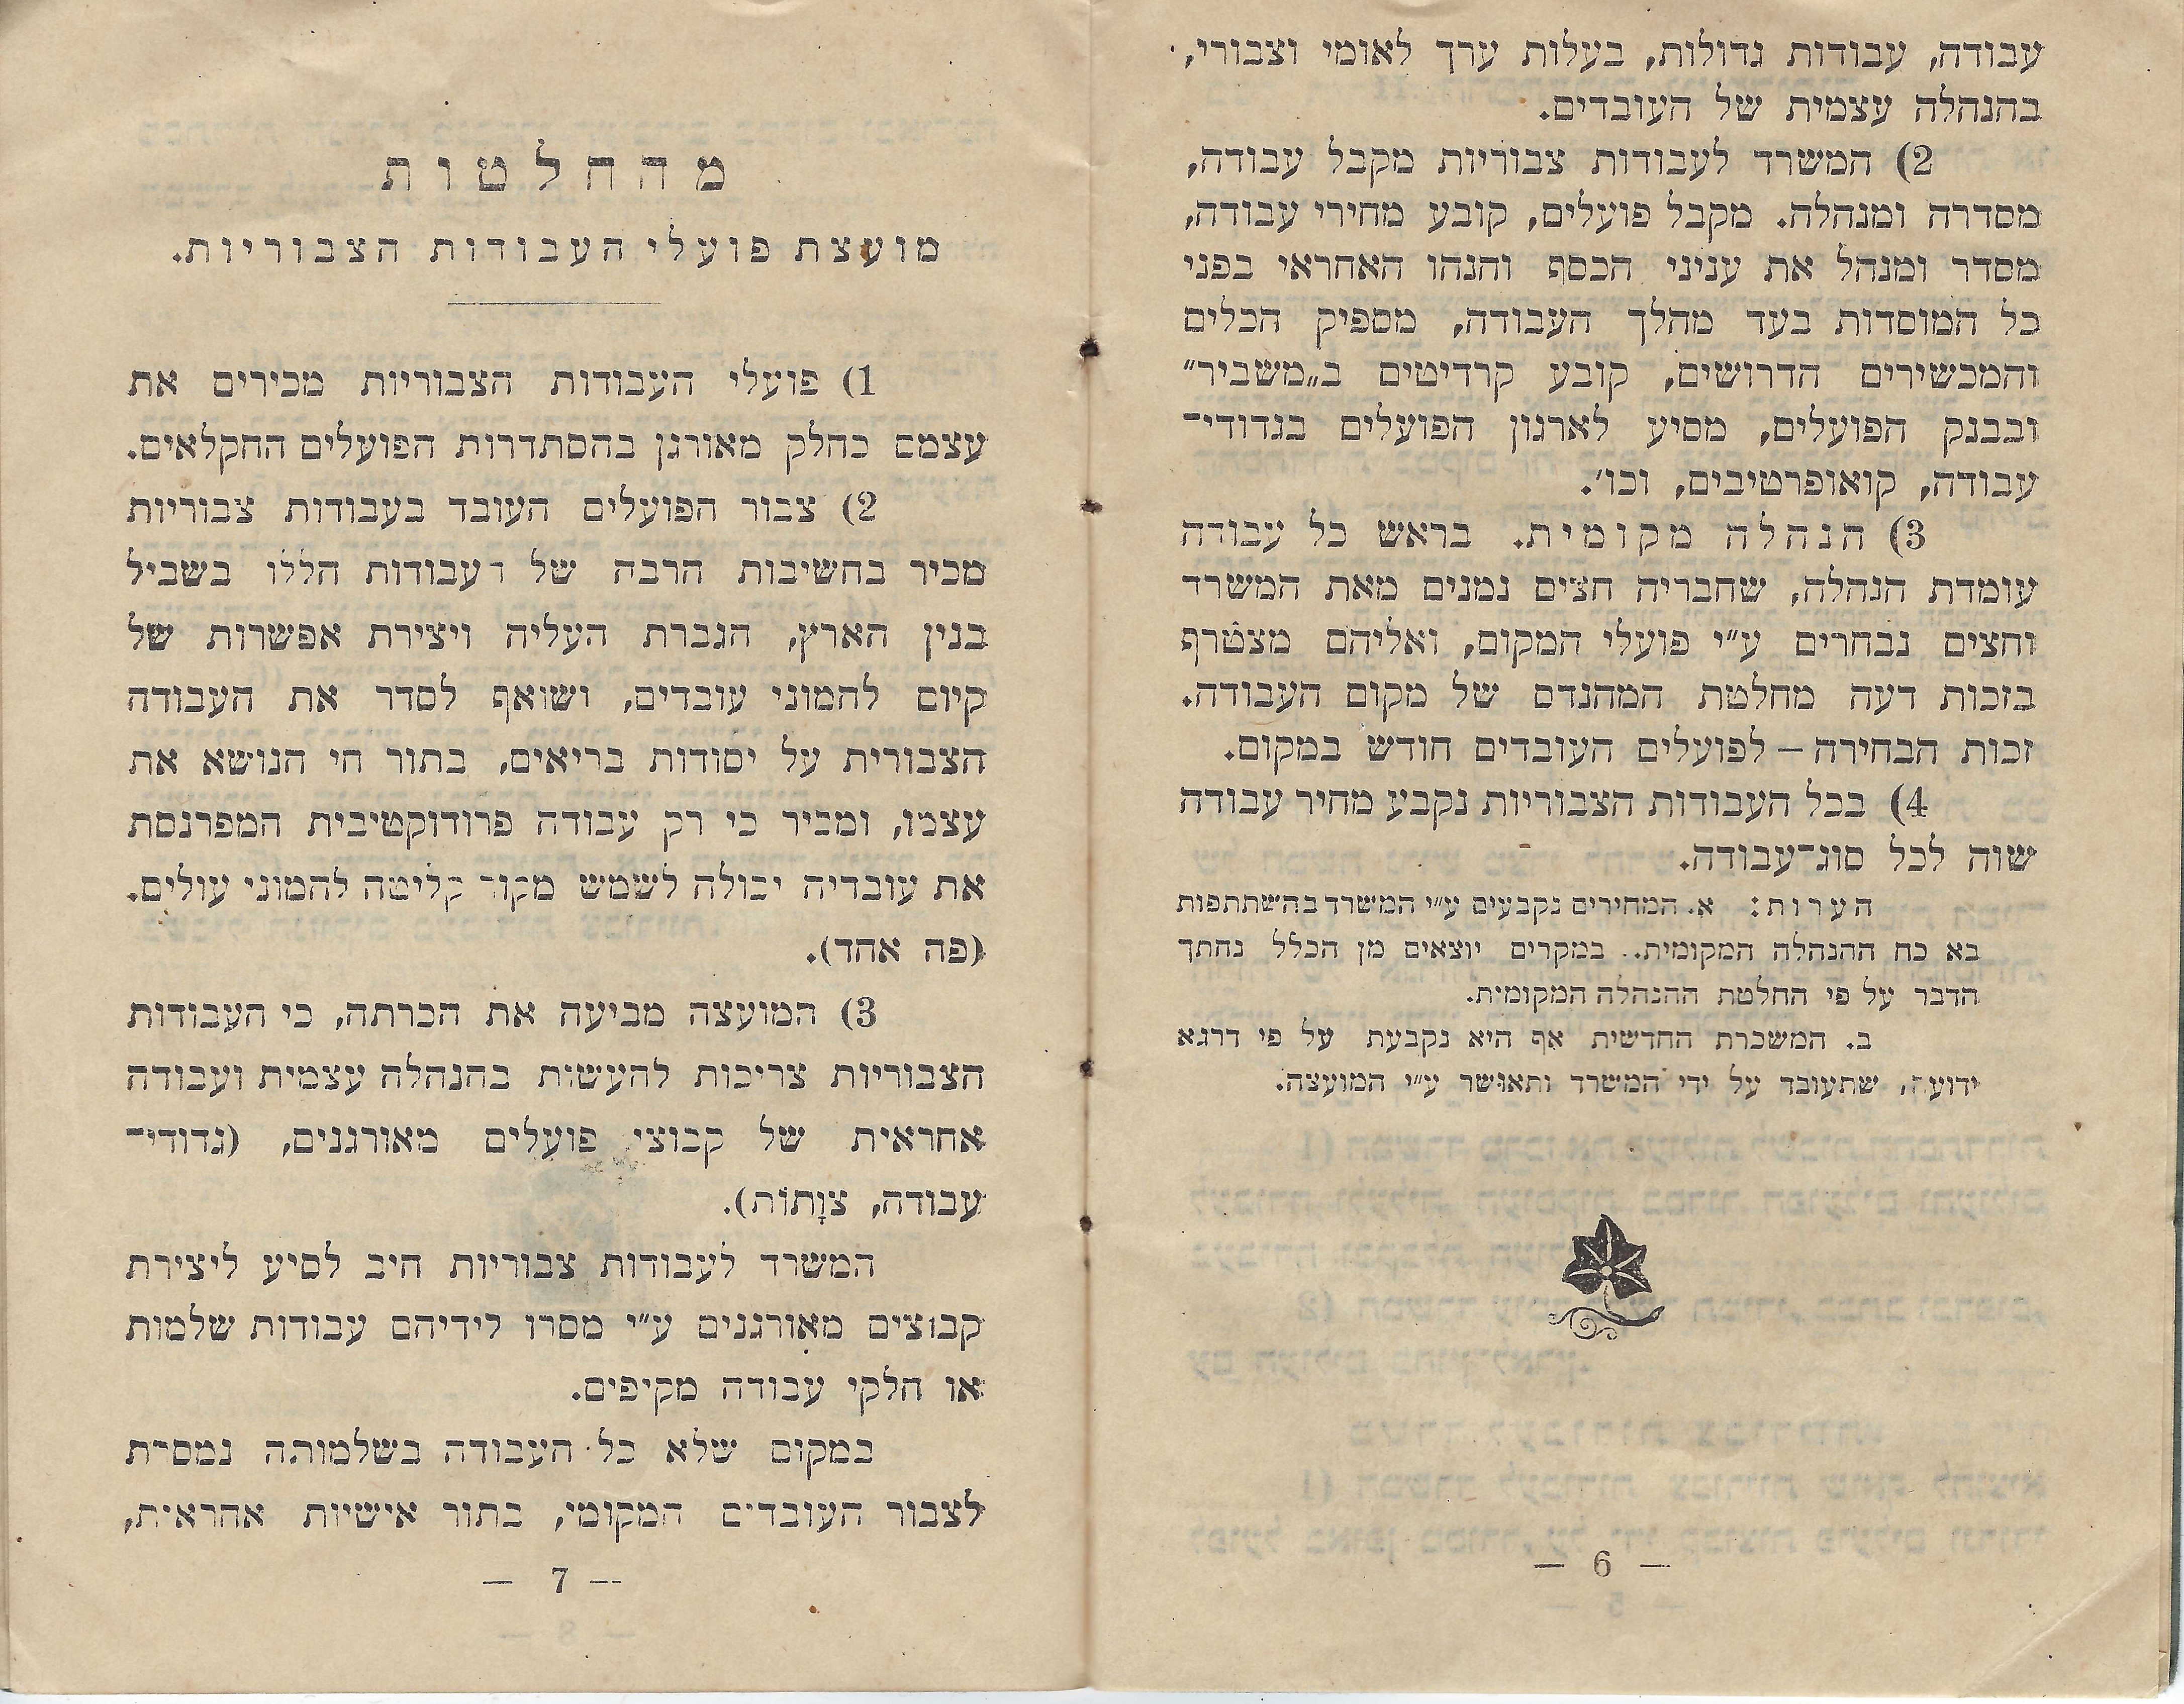 עבודה, עבודות גדולות, בעלות ערך לאומי וצבורי,
בהנהלה עצמית של העובדים.
2) המשרד לעבודות צבוריות מקבל עבודה,
מסדרה ומנהלה. מקבל פועלים, קובע מחירי עבודה,
מסדר ומנהל את עניני הכסף והנהו האחראי בפני
כל המוסדות בעד מהלך העבודה, מספיק הכלים
והמכשירים הדרושים, קובע קרדיטים ב„משביר"
ובבנק הפועלים, מסיע לארגון הפועלים בגדודי־
עבודה, קואופרטיבים, וכו'.
3) הנהלה מקומית. בראש כל עבודה
עומדת הנהלה, שחבריה חצים נמנים מאת המשרד
וחצים נבחרים ע"י פועלי המקום, ואליהם מצטרף
בזכות דעה מחלטת המהנדס של מקום העבודה.
זכות הבחירה – לפועלים העובדים חודש במקום.
4) בכל העבודות הצבוריות נקבע מחיר עבודה
שוה לכל סוג־עבודה.
הערות: א. המחירים נקבעים ע"י המשרד בהשתתפות
בא כח ההנהלה המקומית. במקרים יוצאים מן הכלל נחתך
הדבר על פי החלטת ההנהלה המקומית.
ב. המשכרת החדשית אף היא נקבעת על פי דרגא
ידועה, שתעובד על ידי המשרד ותאושר ע"י המועצה.
— 6 —
מהחלטות
מועצת פועלי העבודות הצבוריות.
1) פועלי העבודות הצבוריות מכירים את
עצמם כחלק מאורגן בהסתדרות הפועלים החקלאים.
2) צבור הפועלים העובד בעבודות צבוריות
מכיר בחשיבות הרבה של העבודות הללו בשביל
בנין הארץ, הגברת העליה ויצירת אפשרות של
קיום להמוני עובדים, ושואף לסדר את העבודה
הצבורית על יסודות בריאים, בתור חי הנושא את
עצמו, ומכיר כי רק עבודה פרודוקטיבית המפרנסת
את עובדיה יכולה לשמש מקור קליטה להמוני עולים.
(פה אחד).
3) המועצה מביעה את הכרתה, כי העבודות
הצבוריות צריכות להעשות בהנהלה עצמית ועבודה
אחראית של קבוצי פועלים מאורגנים, (גדודי־
עבודה, צוָתוֹת).
המשרד לעבודות צבוריות חיב לסיע ליצירת
קבוצים מאורגנים ע"י מסרו לידיהם עבודות שלמות
או חלקי עבודה מקיפים.
במקום שלא כל העבודה בשלמותה נמסרת
לצבור העובדים המקומי, בתור אישיות אחראית,
— 7 —